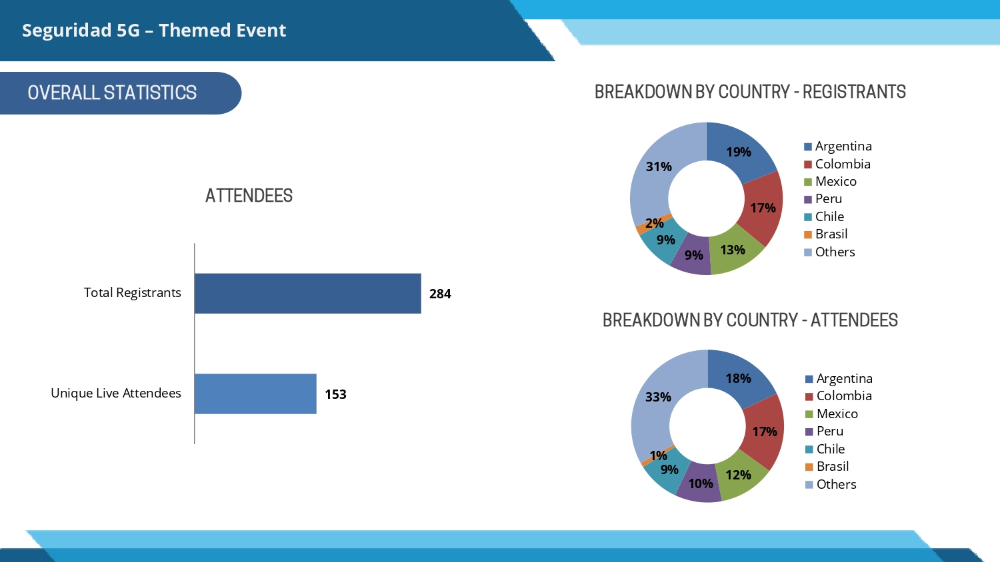 Seguridad 5G – Themed Event
OVERALL STATISTICS
ATTENDEES
Total Registrants
284
Unique Live Attendees
153
BREAKDOWN BY COUNTRY - REGISTRANTS
19%
17%
13%
9%
9%
2%
31%
Argentina
Colombia
Mexico
Peru
Chile
Brasil
Others
BREAKDOWN BY COUNTRY - ATTENDEES
18%
17%
12%
10%
9%
1%
33%
Argentina
Colombia
Mexico
Peru
Chile
Brasil
Others